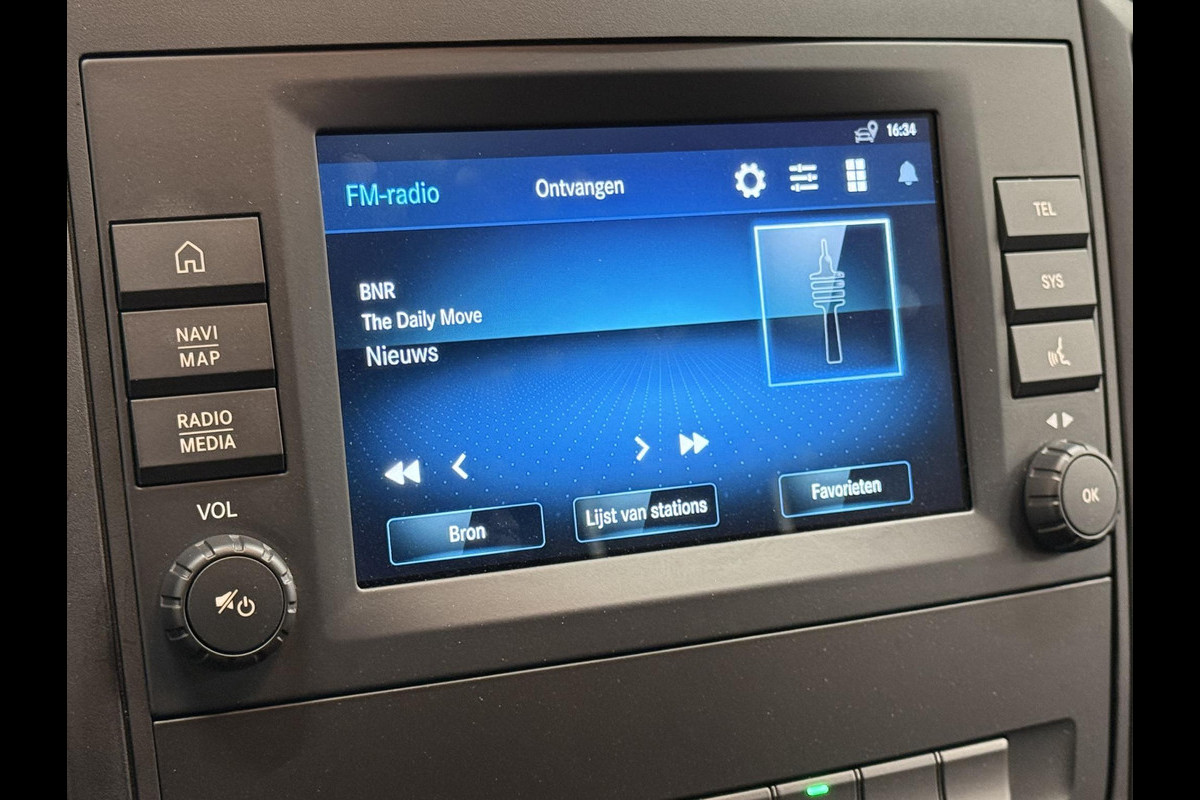 16:34
FM-radio
Ontvangen
BNR
The Daily Move
Nieuws
Bron
Lijst van stations
Favorieten
NAVI
MAP
RADIO
MEDIA
VOL
TEL
SYS
OK